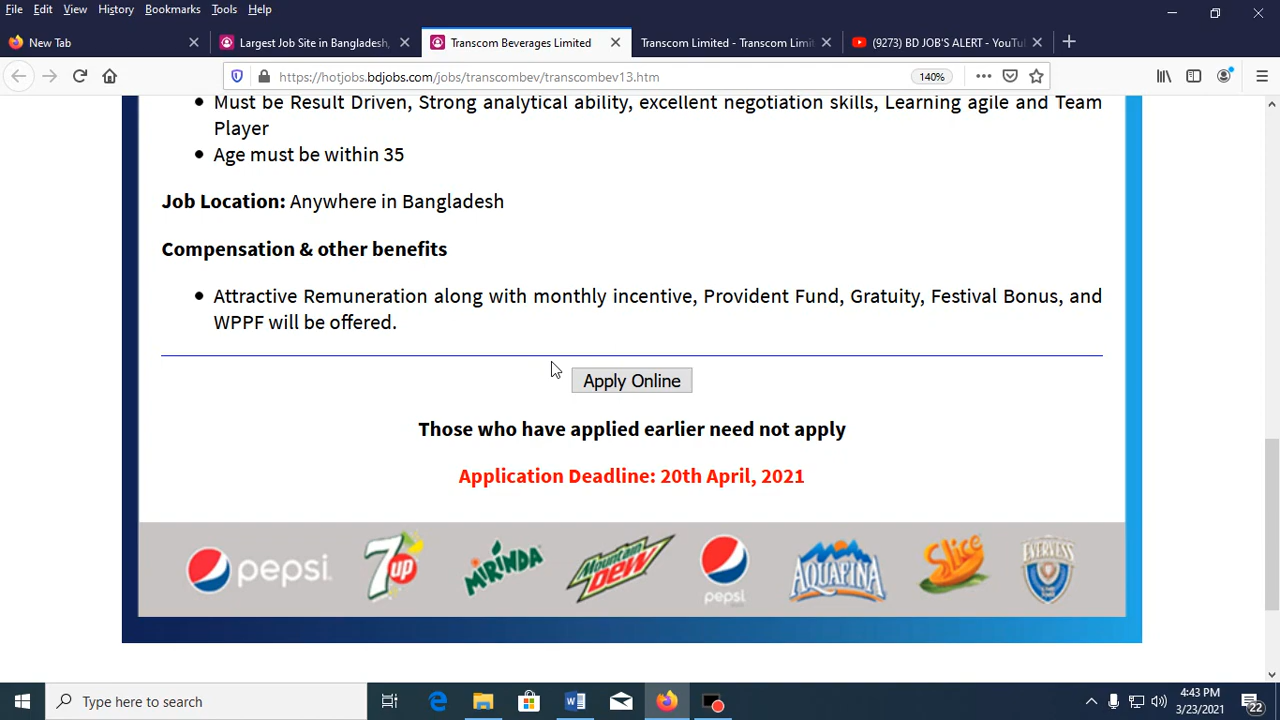 File Edit View History Bookmarks Tools Help
New Tab
Largest Job Site in Bangladesh,
Transcom Beverages Limited
Transcom Limited - Transcom Limit
(9273) BD JOB'S ALERT - YouTu
https://hotjobs.bdjobs.com/jobs/transcombev/transcombev13.htm
140%
• Must be Result Driven, Strong analytical ability, excellent negotiation skills, Learning agile and Team
Player
• Age must be within 35
Job Location: Anywhere in Bangladesh
Compensation & other benefits
• Attractive Remuneration along with monthly incentive, Provident Fund, Gratuity, Festival Bonus, and
WPPF will be offered.
Apply Online
Those who have applied earlier need not apply
Application Deadline: 20th April, 2021
pepsi
7up
MIRINDA
Mountain DEW
pepsi
AQUAFINA
Slice
EVERVESS
Type here to search
4:43 PM
3/23/2021
22